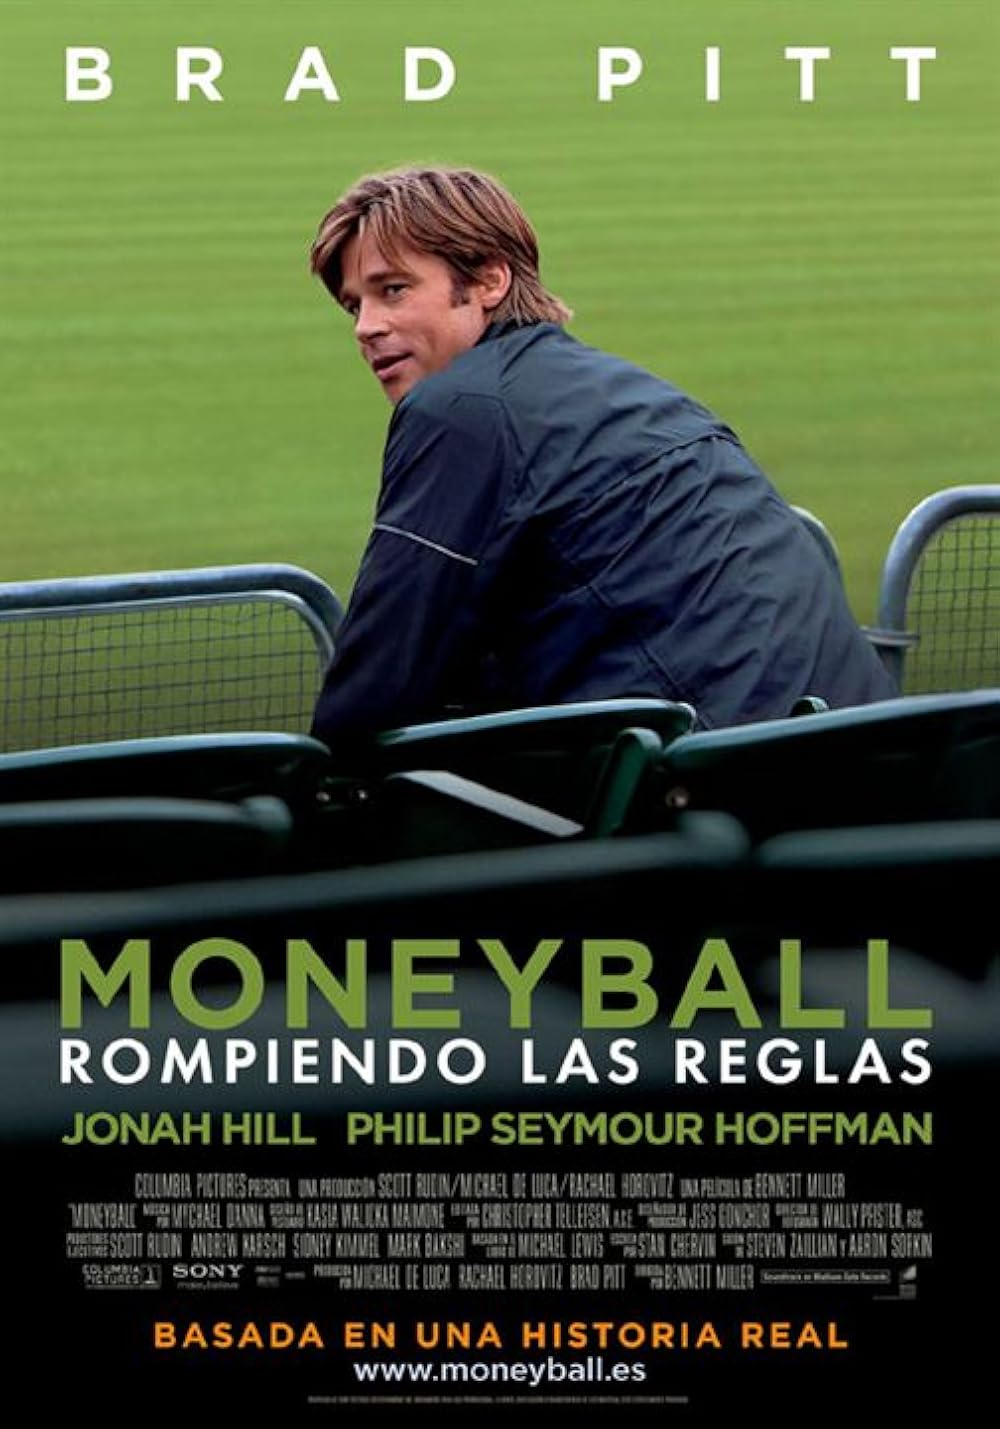 BRAD PITT
MONEYBALL
ROMPIENDO LAS REGLAS
JONAH HILL PHILIP SEYMOUR HOFFMAN
COLUMBIA PICTURES PRESENTA UNA PRODUCCIÓN SCOTT RUDIN/MICHAEL DE LUCA/RACHAEL HOROVITZ UNA PELÍCULA DE BENNETT MILLER
"MONEYBALL" MÚSICA POR MYCHAEL DANNA KASIA WALICKA MAIMONE CHRISTOPHER TELLEFSEN A.C.E. JESS GONCHOR WALLY PFISTER, ASC
SCOTT RUDIN ANDREW KARSCH SIDNEY KIMMEL MARK BAKSHI MICHAEL LEWIS STAN CHERVIN STEVEN ZAILLIAN Y AARON SORKIN
COLUMBIA PICTURES SONY MICHAEL DE LUCA RACHAEL HOROVITZ BRAD PITT BENNETT MILLER
BASADA EN UNA HISTORIA REAL
www.moneyball.es